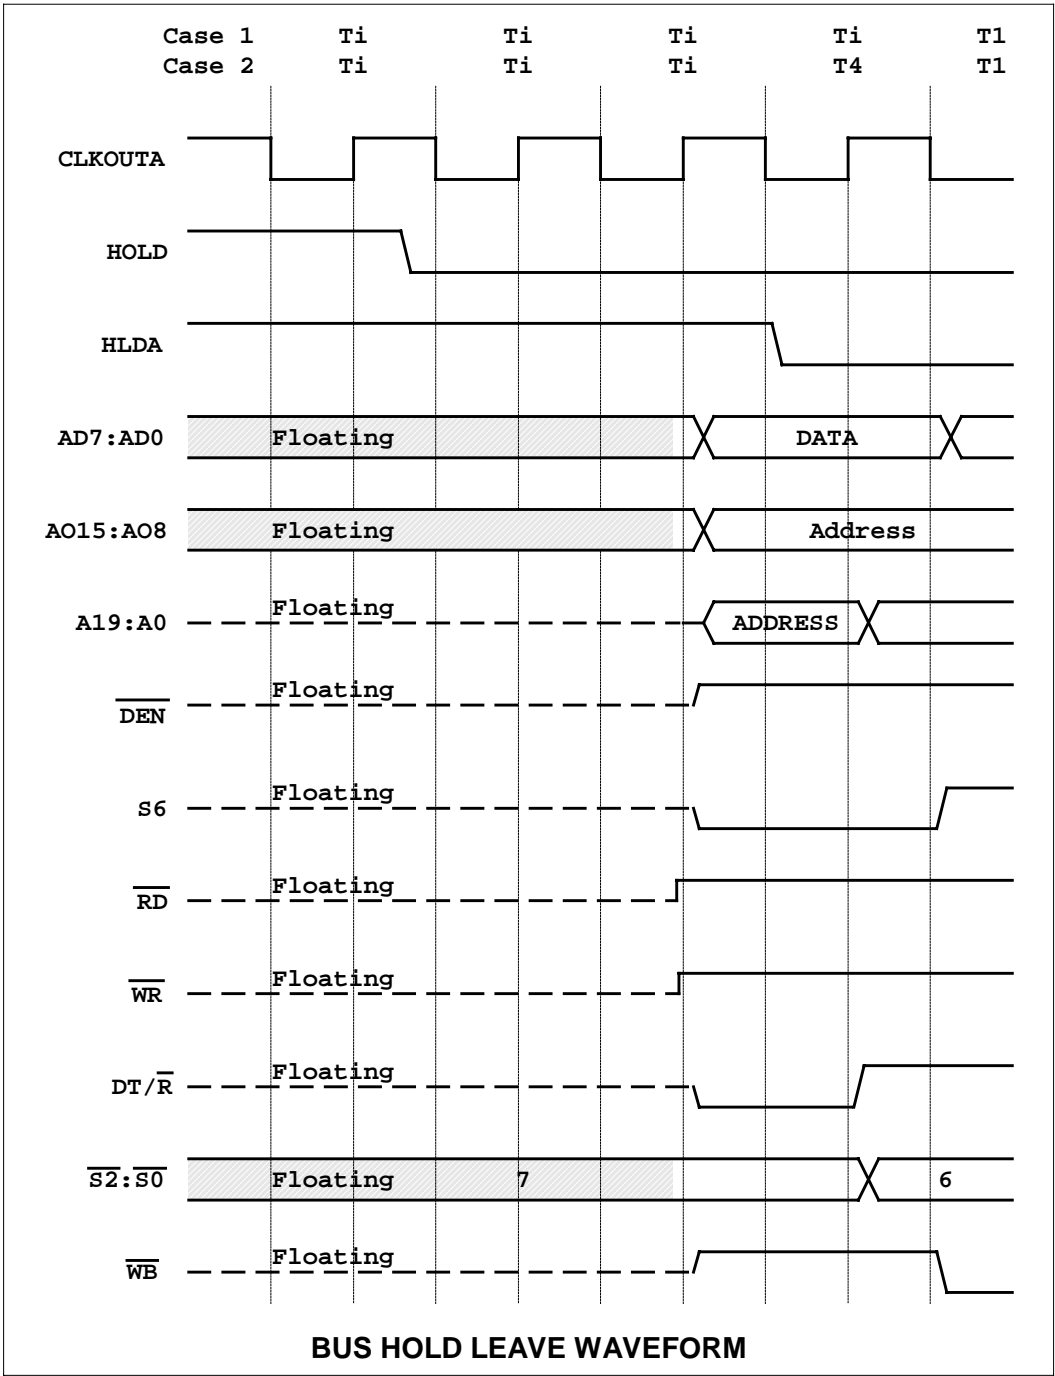 Case 1 Ti Ti Ti Ti T1
Case 2 Ti Ti Ti T4 T1
CLKOUTA
HOLD
HLDA
AD7:AD0 Floating DATA
AO15:AO8 Floating Address
A19:A0 Floating ADDRESS
DEN Floating
S6 Floating
RD Floating
WR Floating
DT/R Floating
S2:S0 Floating 7 6
WB Floating
BUS HOLD LEAVE WAVEFORM